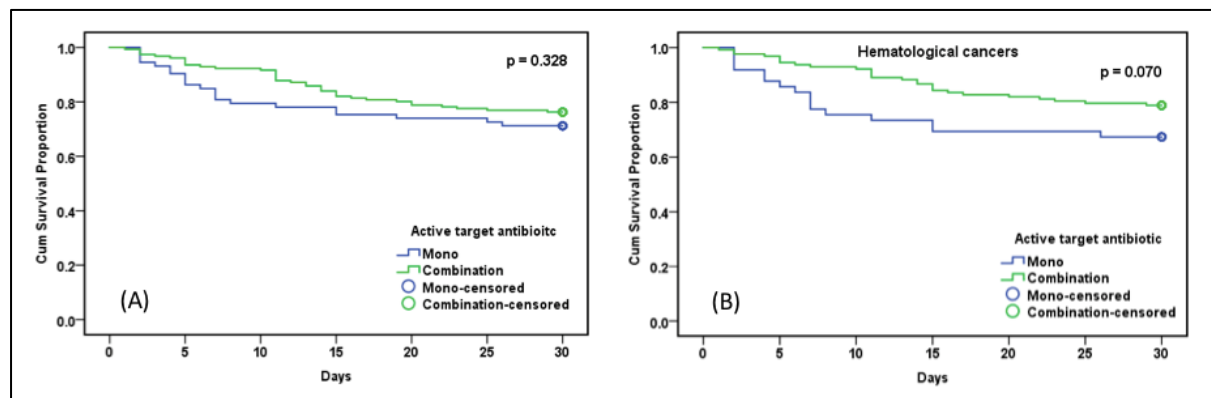 1.0
0.8
0.6
0.4
0.2
0.0
Cum Survival Proportion
p = 0.328
Active target antibioitc
Mono
Combination
Mono-censored
Combination-censored
(A)
0 5 10 15 20 25 30
Days
1.0
0.8
0.6
0.4
0.2
0.0
Cum Survival Proportion
Hematological cancers
p = 0.070
Active target antibiotic
Mono
Combination
Mono-censored
Combination-censored
(B)
0 5 10 15 20 25 30
Days